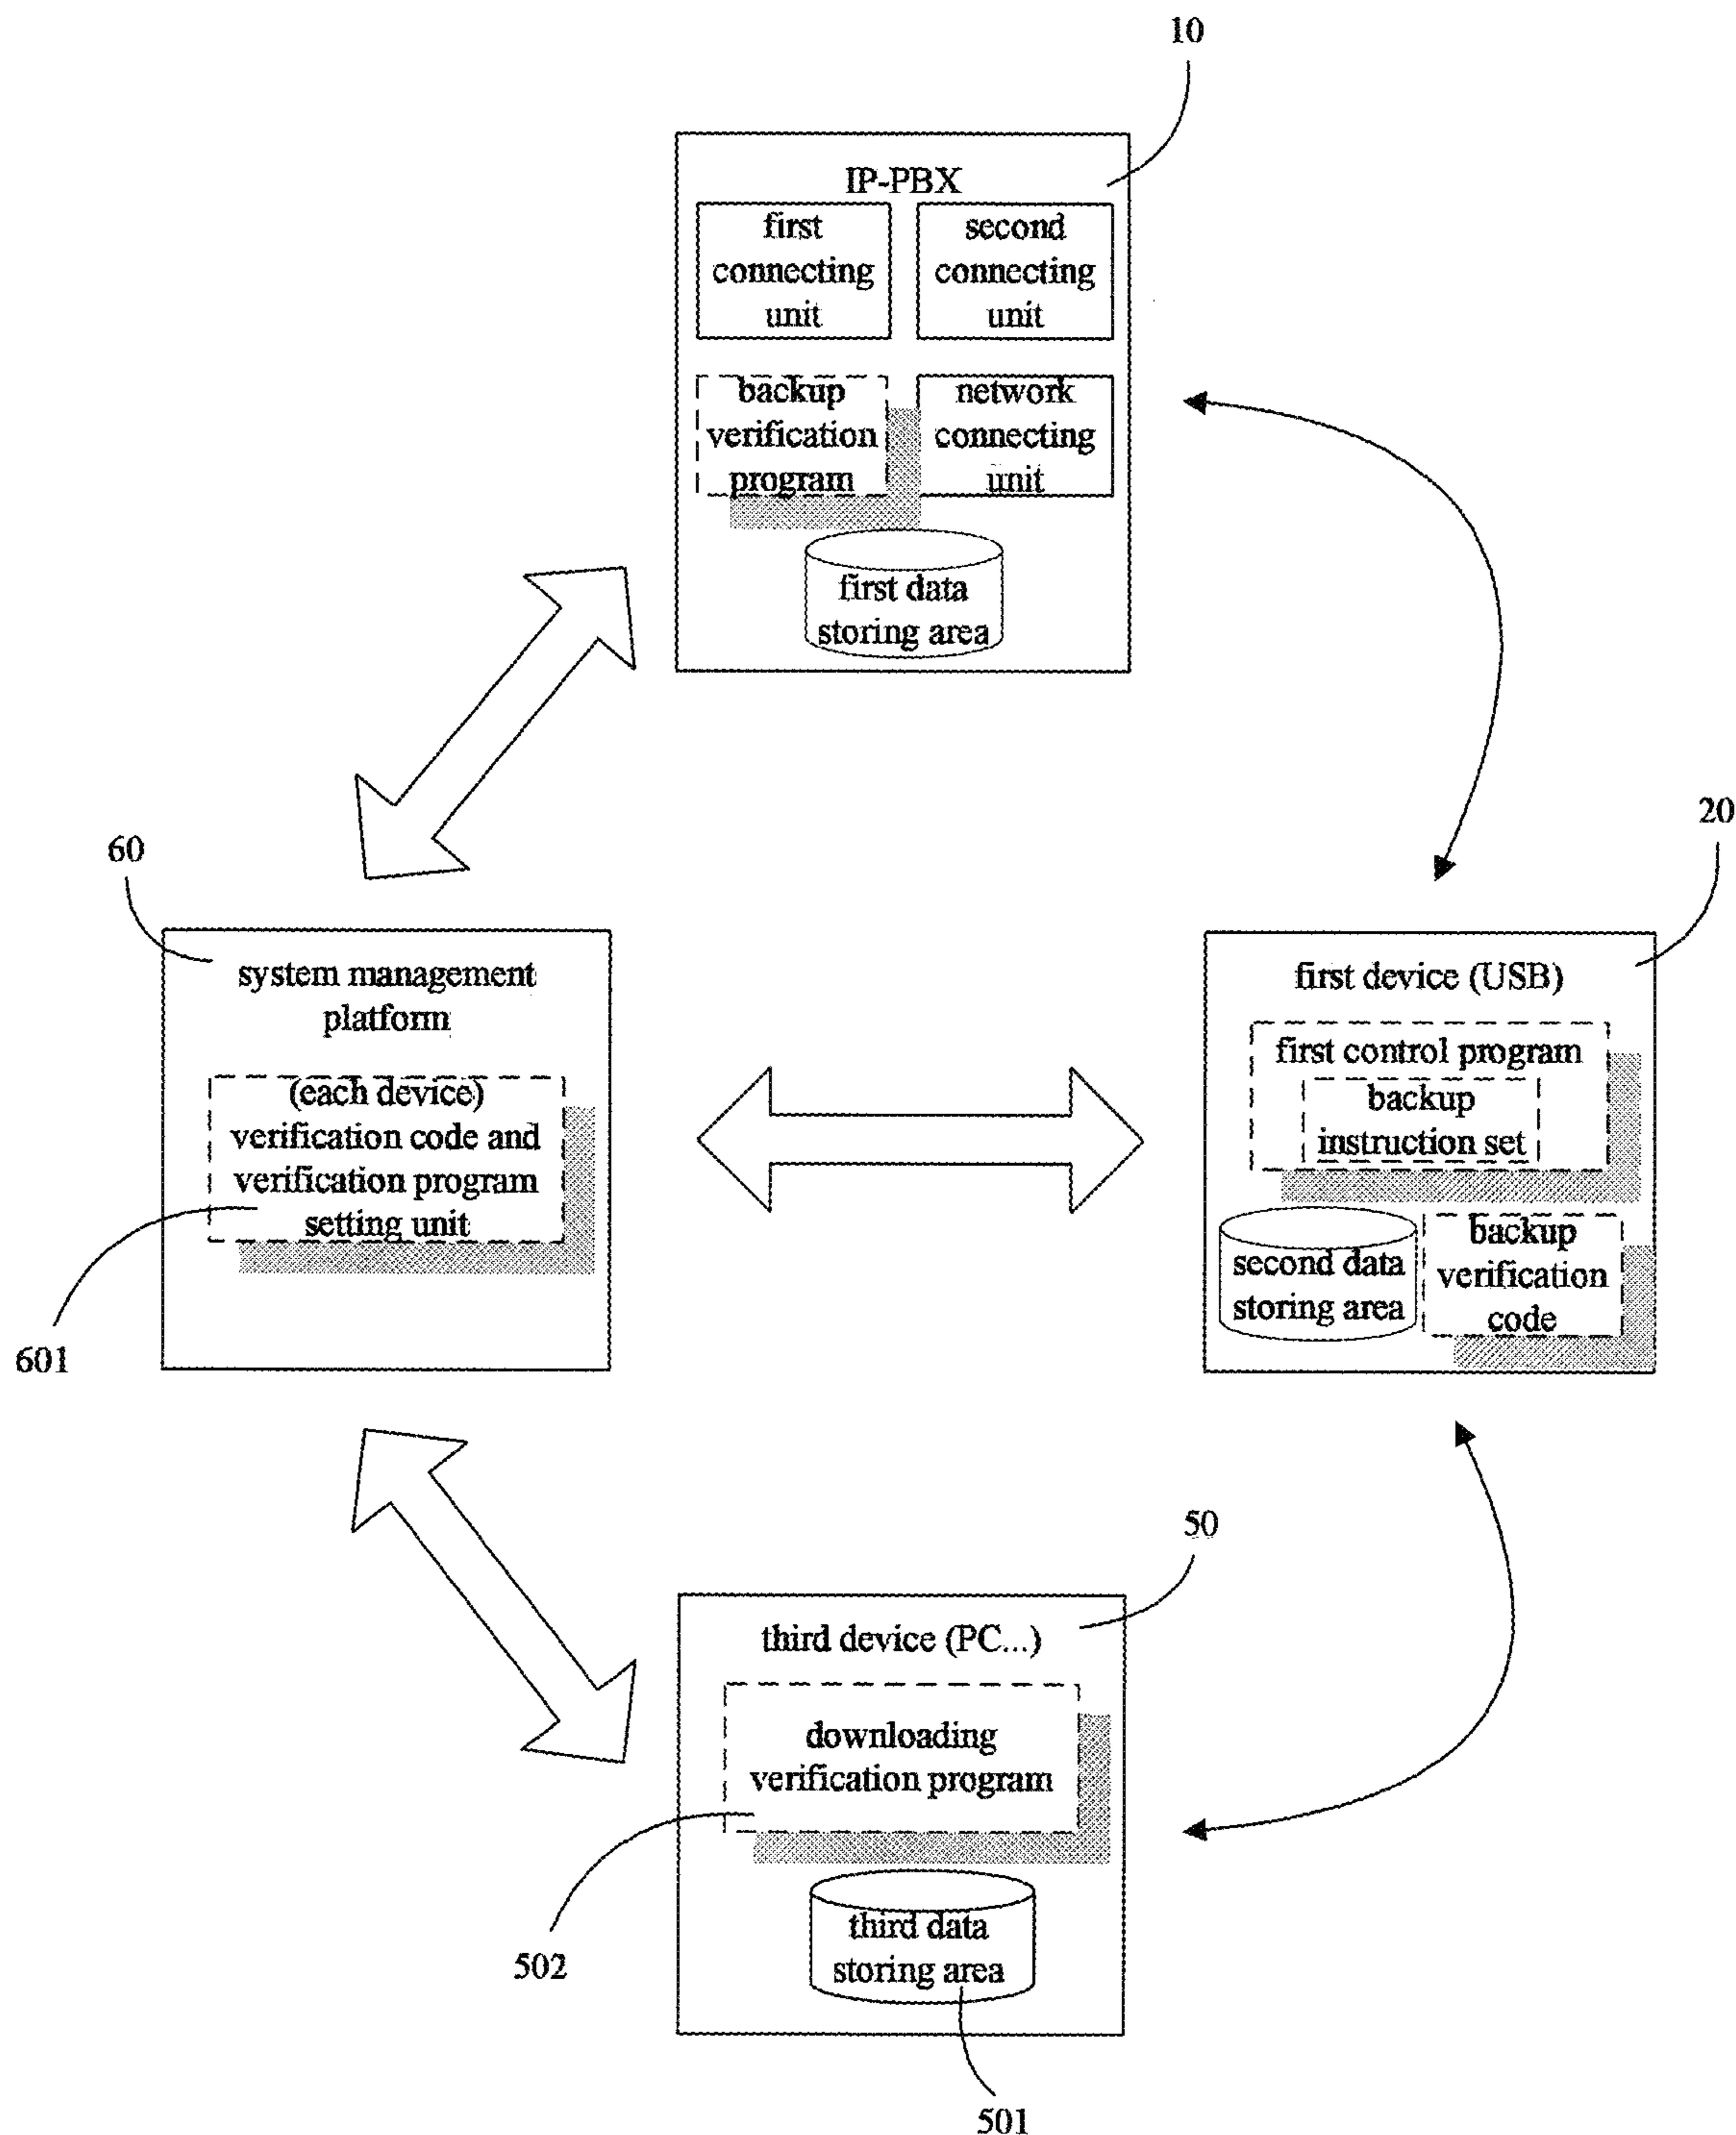 10
IP-PBX
first
connecting
unit
second
connecting
unit
backup
verification
program
network
connecting
unit
first data
storing area
20
60
system management
platform
(each device)
verification code and
verification program
setting unit
601
first device (USB)
first control program
backup
instruction set
second data
storing area
backup
verification
code
50
third device (PC...)
downloading
verification program
502
third data
storing area
501